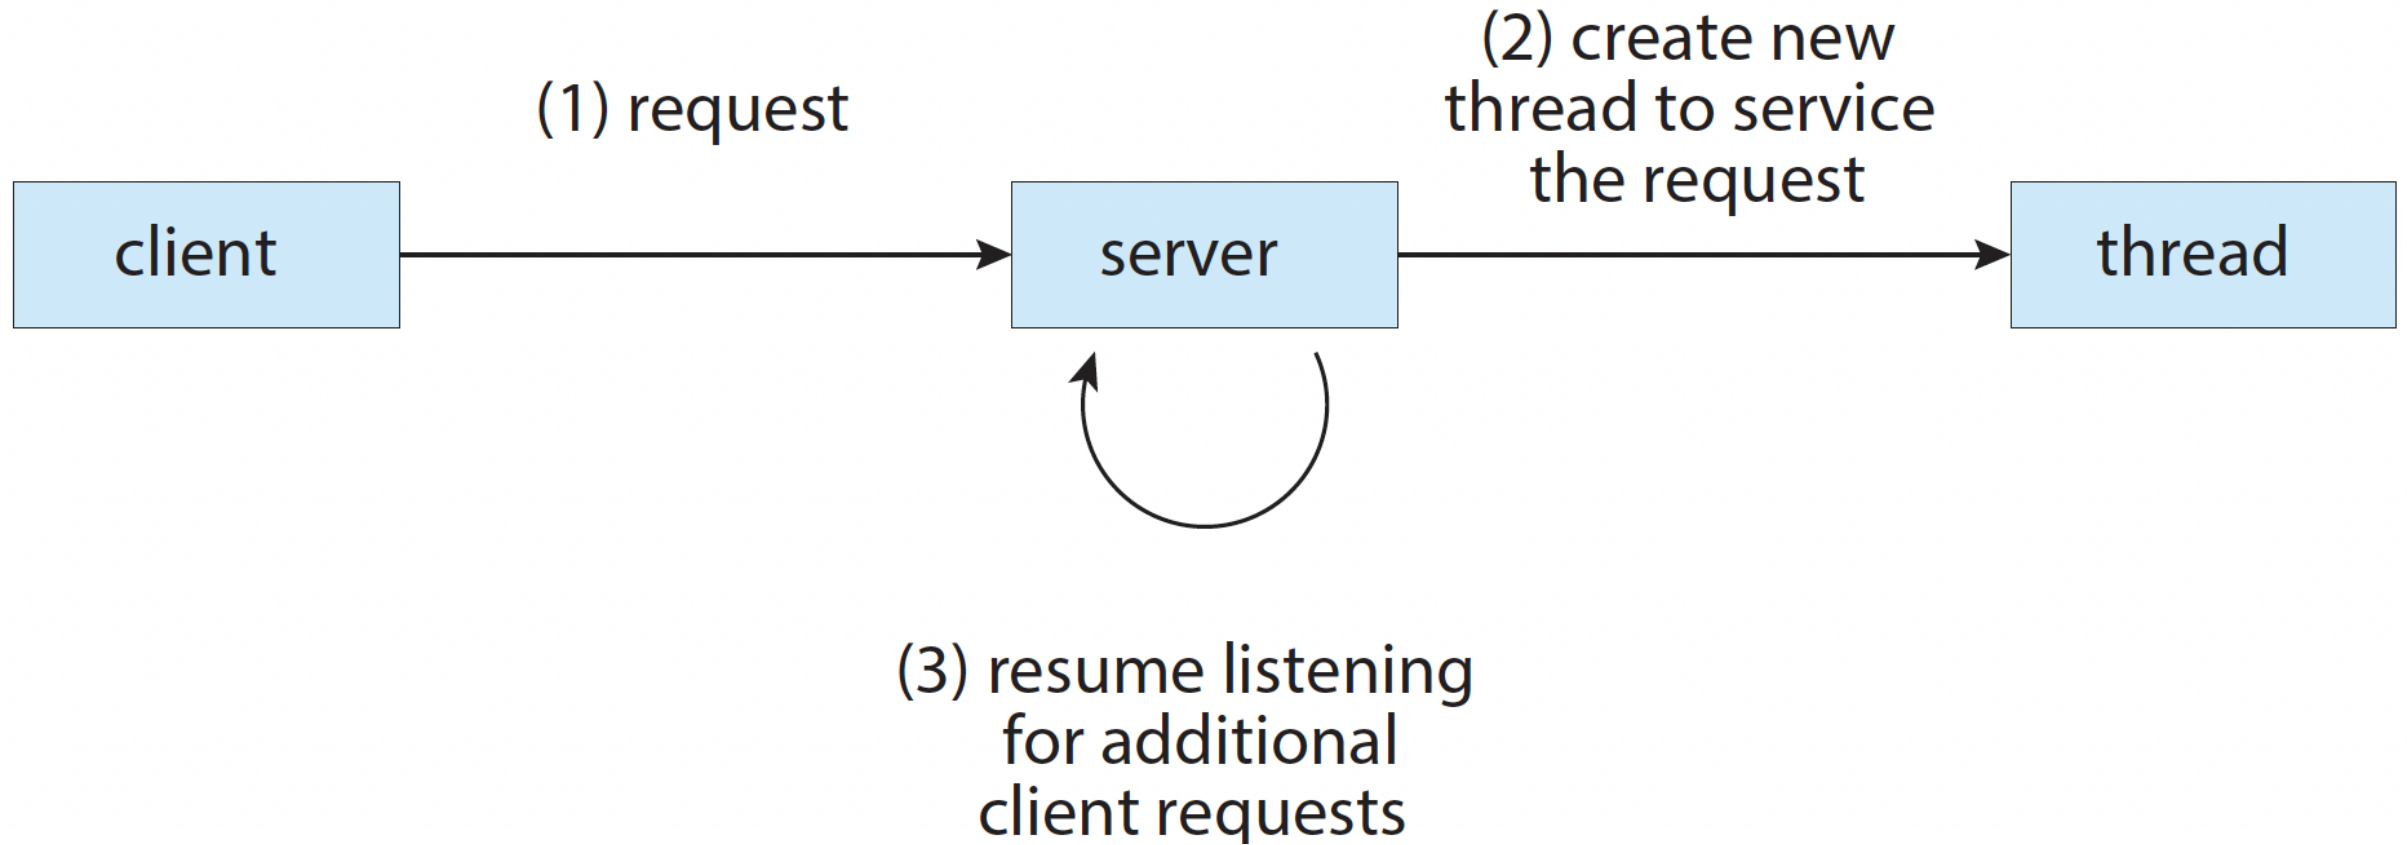 (1) request
(2) create new
thread to service
the request
client
server
thread
(3) resume listening
for additional
client requests